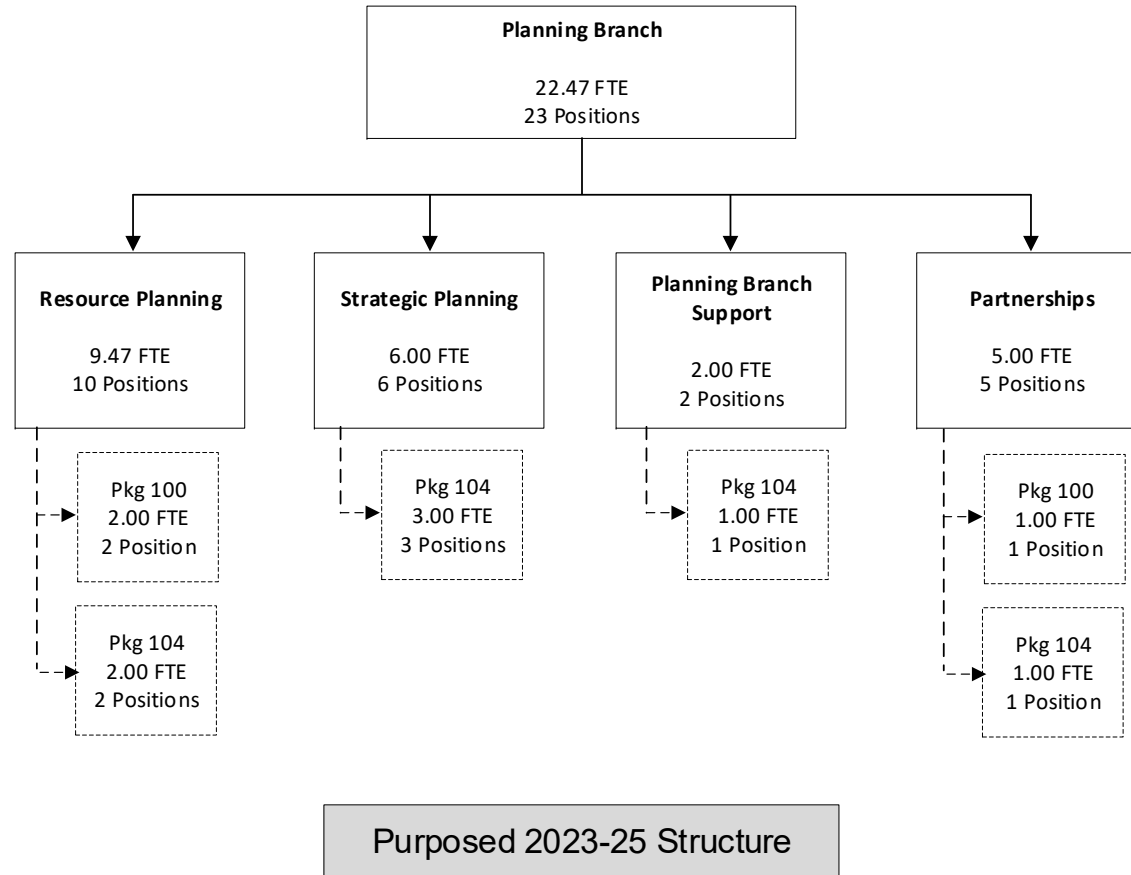 Planning Branch
22.47 FTE
23 Positions
Resource Planning
9.47 FTE
10 Positions
Strategic Planning
6.00 FTE
6 Positions
Planning Branch
Support
2.00 FTE
2 Positions
Partnerships
5.00 FTE
5 Positions
Pkg 100
2.00 FTE
2 Position
Pkg 104
2.00 FTE
2 Positions
Pkg 104
3.00 FTE
3 Positions
Pkg 104
1.00 FTE
1 Position
Pkg 100
1.00 FTE
1 Position
Pkg 104
1.00 FTE
1 Position
Purposed 2023-25 Structure